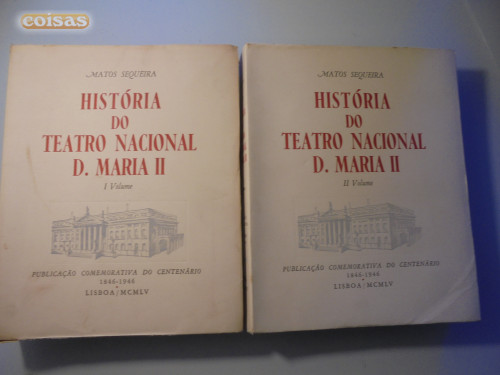 coisas
MATOS SEQUEIRA
HISTÓRIA
DO
TEATRO NACIONAL
D. MARIA II
I Volume
PUBLICAÇÃO COMEMORATIVA DO CENTENÁRIO
1846-1946
LISBOA/MCMLV
MATOS SEQUEIRA
HISTÓRIA
DO
TEATRO NACIONAL
D. MARIA II
II Volume
PUBLICAÇÃO COMEMORATIVA DO CENTENÁRIO
1846-1946
LISBOA/MCMLV